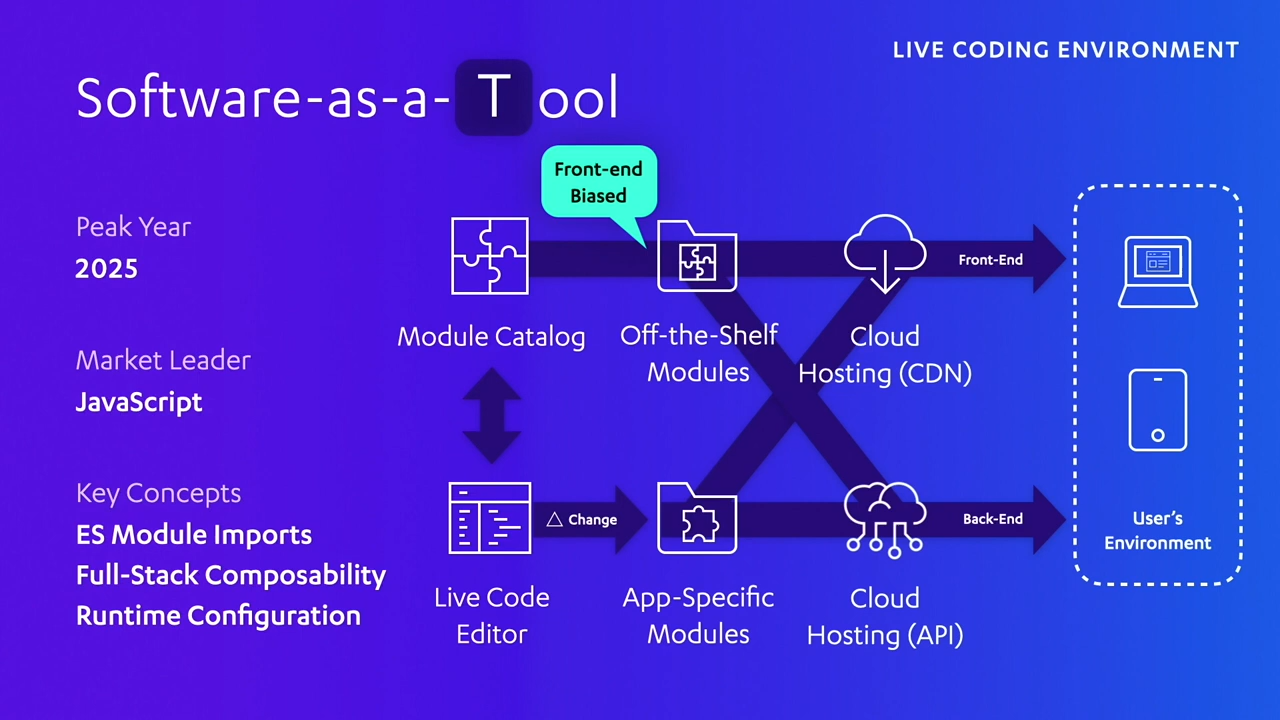 LIVE CODING ENVIRONMENT
Software-as-a-Tool
Front-end
Biased
Peak Year
2025
Market Leader
JavaScript
Key Concepts
ES Module Imports
Full-Stack Composability
Runtime Configuration
Module Catalog
Off-the-Shelf
Modules
Cloud
Hosting (CDN)
Front-End
Live Code
Editor
△ Change
App-Specific
Modules
Cloud
Hosting (API)
Back-End
User's
Environment